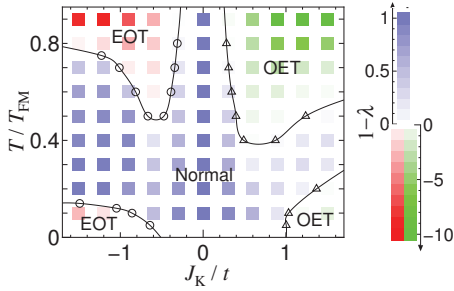 0.8
0.4
0
T / T_FM
EOT
OET
Normal
EOT
OET
−1
0
1
J_K / t
1
0.5
0
0
−5
−10
1−λ